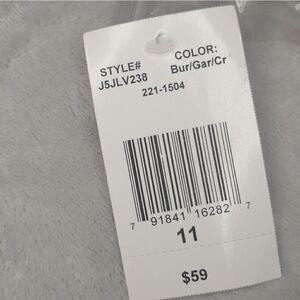 STYLE# COLOR:
J5JLV238 Bur/Gar/Cr
221-1504
7 91841 16282 7
11
$59